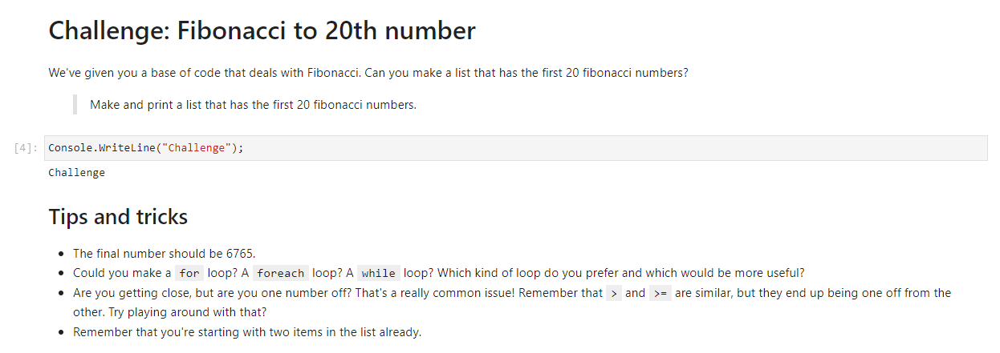 Challenge: Fibonacci to 20th number
We've given you a base of code that deals with Fibonacci. Can you make a list that has the first 20 fibonacci numbers?
Make and print a list that has the first 20 fibonacci numbers.
[4]: Console.WriteLine("Challenge");
Challenge
Tips and tricks
• The final number should be 6765.
• Could you make a for loop? A foreach loop? A while loop? Which kind of loop do you prefer and which would be more useful?
• Are you getting close, but are you one number off? That's a really common issue! Remember that > and >= are similar, but they end up being one off from the
other. Try playing around with that?
• Remember that you're starting with two items in the list already.